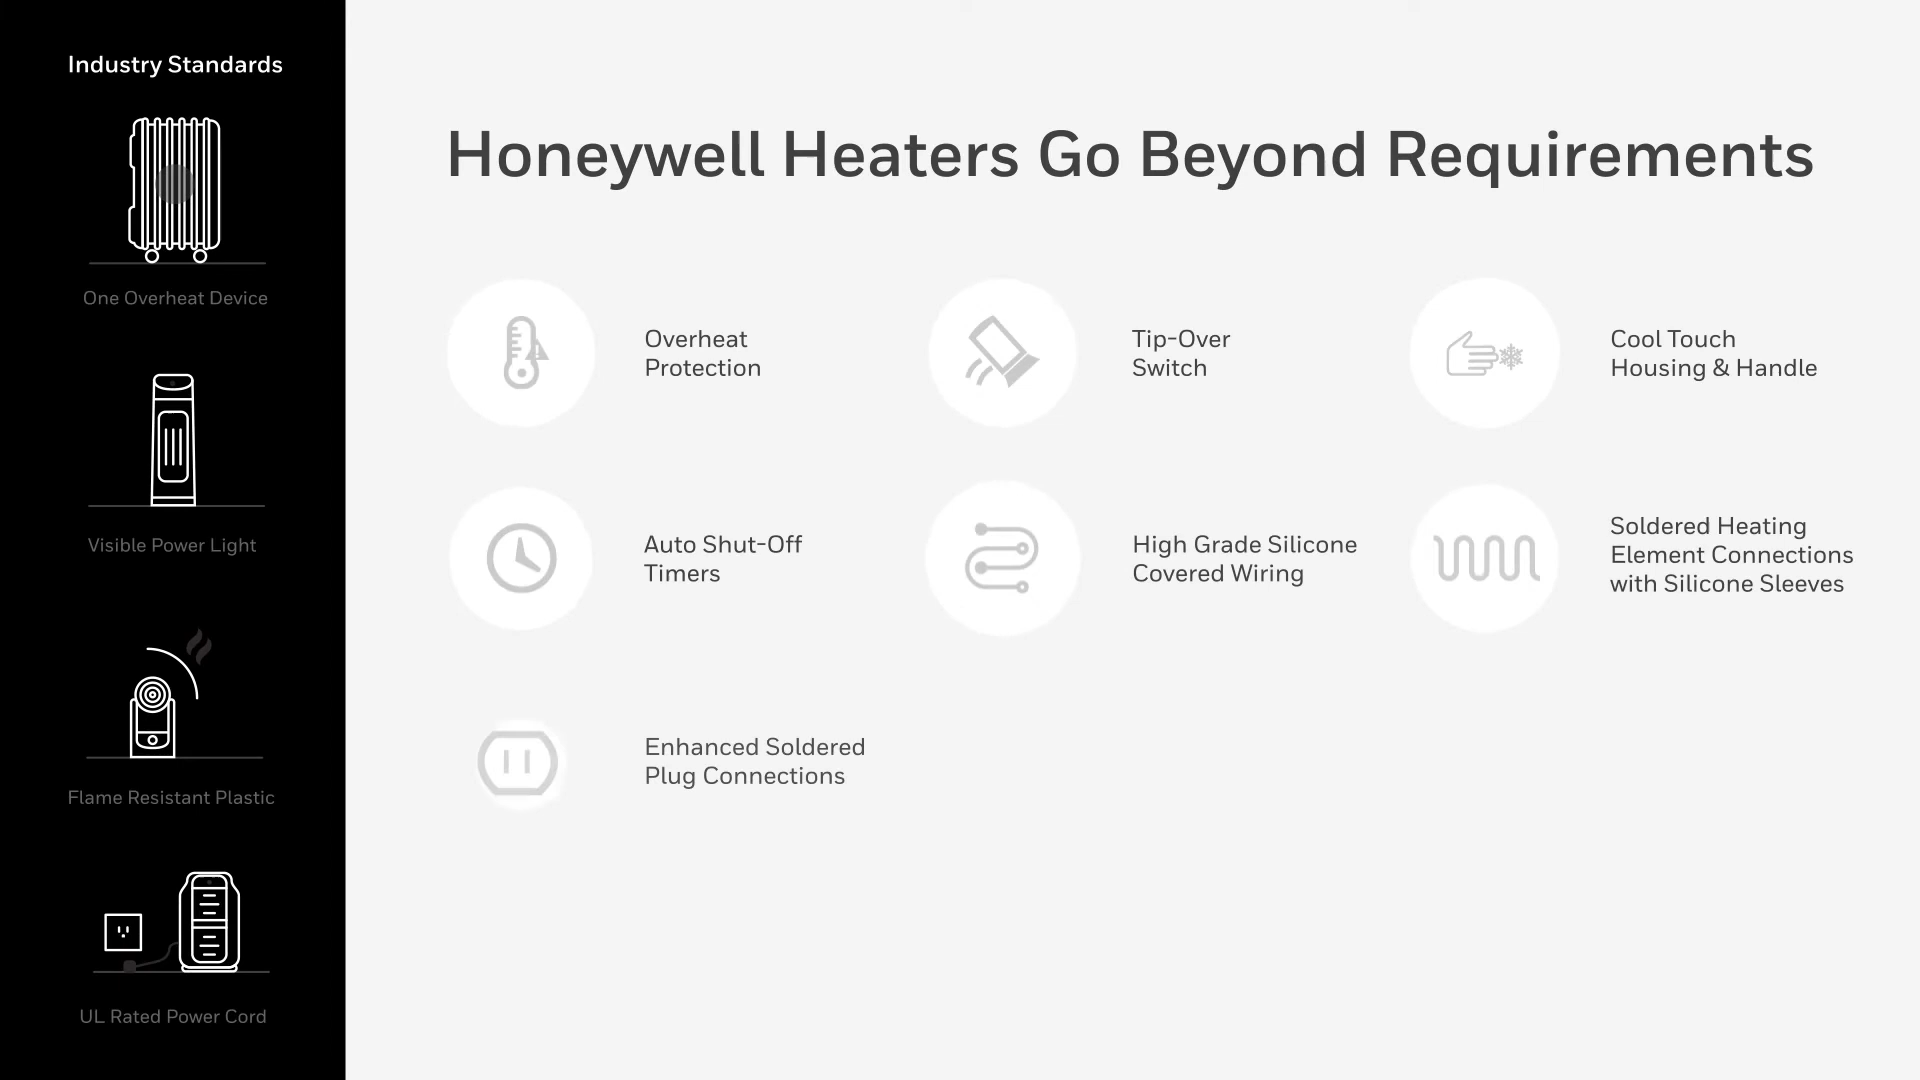 Industry Standards
One Overheat Device
Visible Power Light
Flame Resistant Plastic
UL Rated Power Cord
Honeywell Heaters Go Beyond Requirements
Overheat
Protection
Tip-Over
Switch
Cool Touch
Housing & Handle
Auto Shut-Off
Timers
High Grade Silicone
Covered Wiring
Soldered Heating
Element Connections
with Silicone Sleeves
Enhanced Soldered
Plug Connections